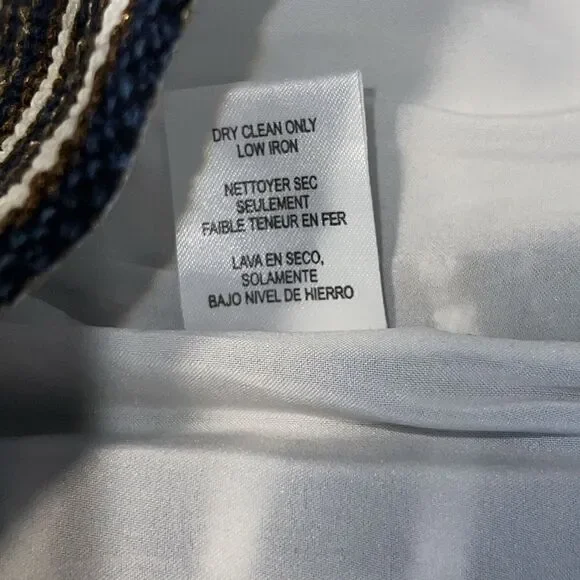 DRY CLEAN ONLY
LOW IRON
NETTOYER SEC
SEULEMENT
FAIBLE TENEUR EN FER
LAVA EN SECO,
SOLAMENTE
BAJO NIVEL DE HIERRO